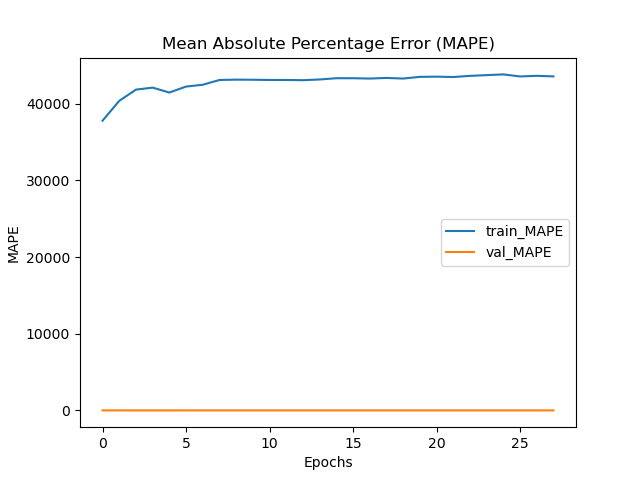 Mean Absolute Percentage Error (MAPE)
MAPE
40000
30000
20000
10000
0
train_MAPE
val_MAPE
0 5 10 15 20 25
Epochs